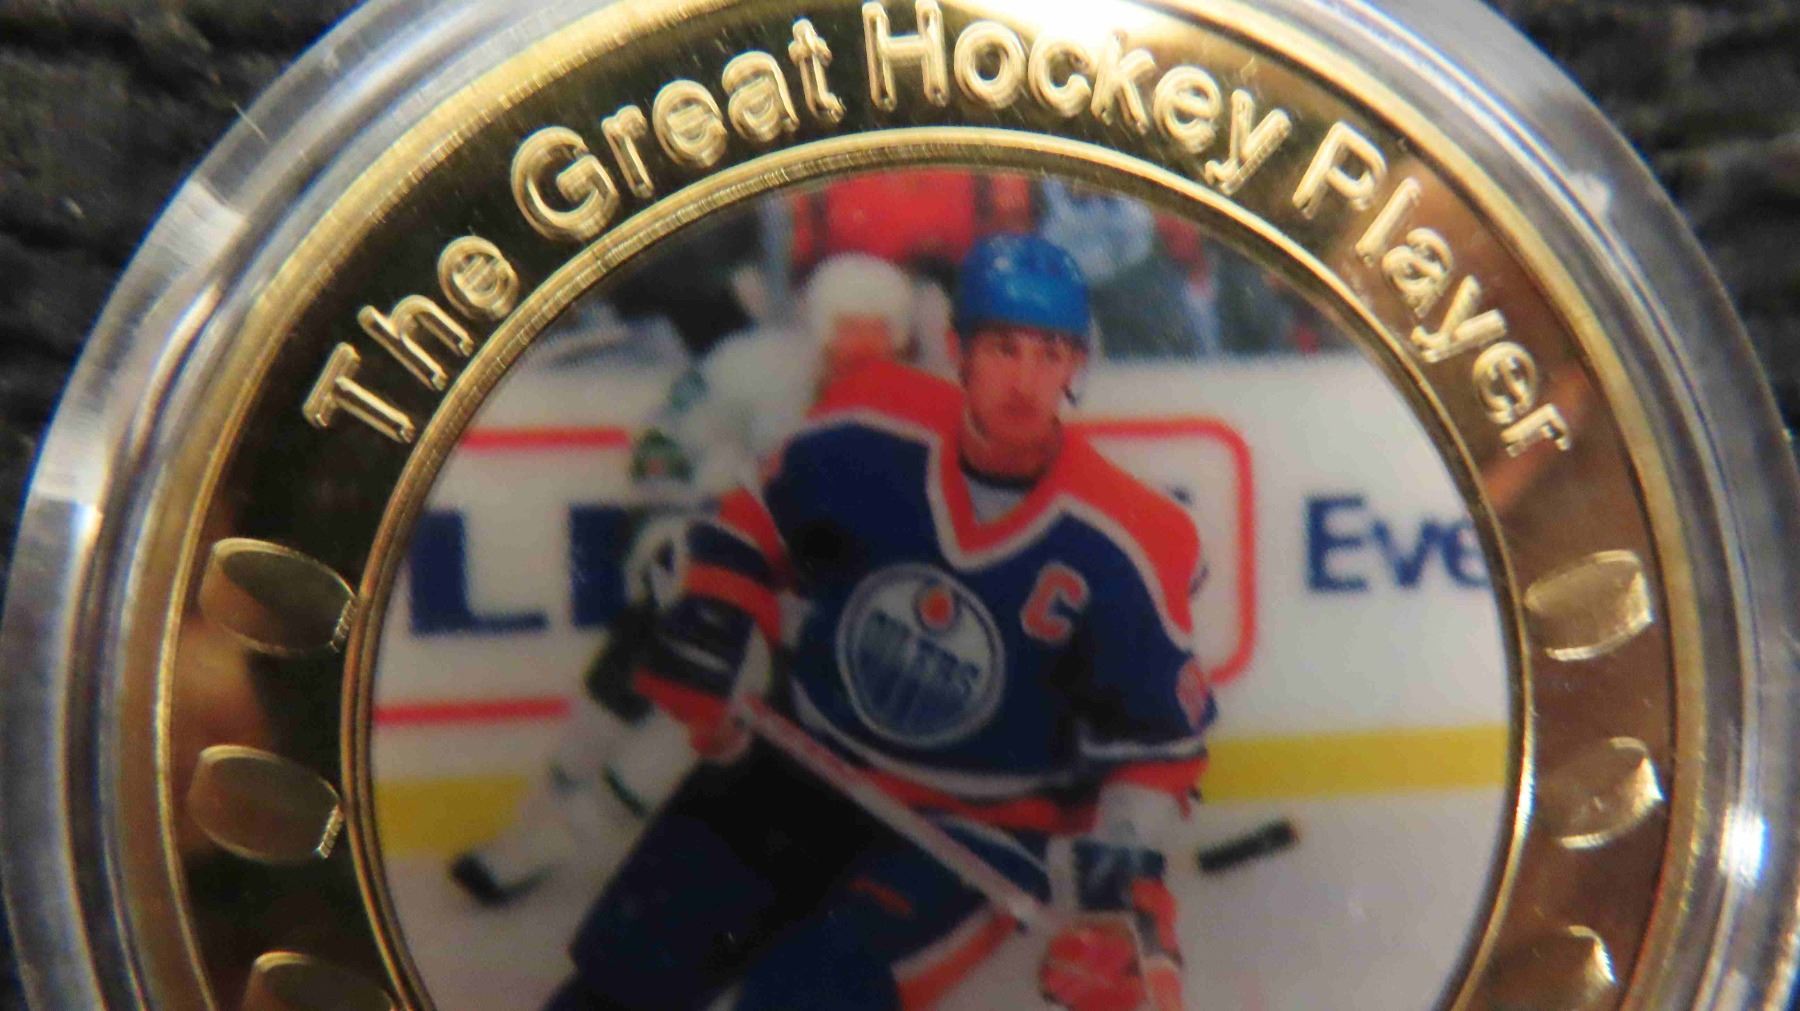 The Great Hockey Player
Eve
OILERS
C